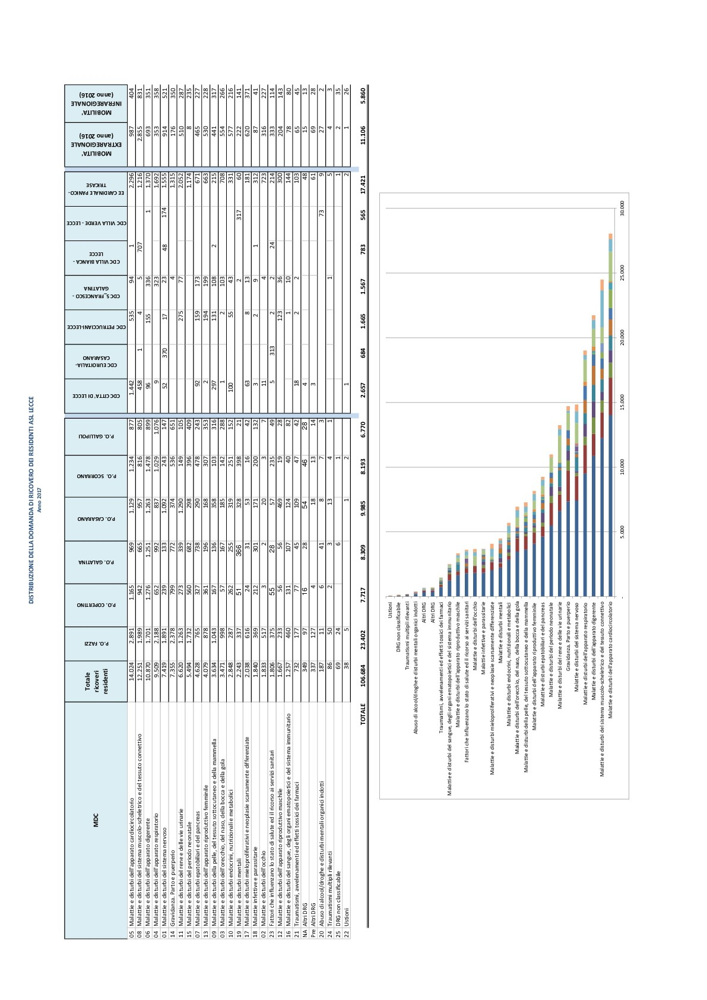 DISTRIBUZIONE DELLA DOMANDA DI RICOVERO DEI RESIDENTI ASL LECCE
Anno 2017
MDC
Totale
ricoveri
residenti
P.O. FAZZI
P.O. COPERTINO
P.O. GALATINA
P.O. CASARANO
P.O. SCORRANO
P.O. GALLIPOLI
CDC CITTA' DI LECCE
CDC EUROITALIA-
CASARANO
CDC PETRUCCIANI-LECCE
CDC S_FRANCESCO -
GALATINA
CDC VILLA BIANCA -
LECCE
CDC VILLA VERDE - LECCE
EE CARDINALE PANICO-
TRICASE
MOBILITA'
EXTRAREGIONALE
(anno 2016)
MOBILITA'
INFRAREGIONALE
(anno 2016)
05 Malattie e disturbi dell'apparato cardiocircolatorio 14.024 2.891 1.165 969 1.129 1.234 877 1.442 535 94 1 2.296 987 404
08 Malattie e disturbi del sistema muscolo-scheletrico e del tessuto connettivo 12.251 1.989 942 665 957 816 805 458 1 4 5 707 1.216 2.855 831
06 Malattie e disturbi dell'apparato digerente 10.870 1.701 1.276 1.251 1.263 1.478 899 96 155 336 1 1.370 693 351
04 Malattie e disturbi dell'apparato respiratorio 9.509 2.188 652 992 837 1.029 1.076 9 323 1.692 353 358
01 Malattie e disturbi del sistema nervoso 7.419 1.891 239 133 1.092 243 147 52 370 17 23 48 174 1.555 914 521
14 Gravidanza. Parto e puerperio 7.355 2.378 799 772 374 536 651 4 1.315 176 350
11 Malattie e disturbi del rene e delle vie urinarie 6.620 1.263 273 339 1.290 149 105 275 77 2.052 510 287
15 Malattie e disturbi del periodo neonatale 5.494 1.732 560 682 298 396 409 1.174 8 235
07 Malattie e disturbi epatobiliari e del pancreas 4.628 765 327 738 290 478 243 92 159 173 671 465 227
13 Malattie e disturbi dell'apparato riproduttivo femminile 4.079 878 361 196 168 307 353 2 194 199 663 530 228
09 Malattie e disturbi della pelle, del tessuto sottocutaneo e della mammella 3.634 1.043 167 136 358 103 316 297 131 108 2 215 441 317
03 Malattie e disturbi dell'orecchio, del naso, della bocca e della gola 3.471 998 57 167 185 142 288 1 2 103 708 554 266
10 Malattie e disturbi endocrini, nutrizionali e metabolici 2.848 287 262 255 319 251 152 100 55 43 331 577 216
19 Malattie e disturbi mentali 2.243 337 51 366 328 398 21 2 317 60 222 141
17 Malattie e disturbi mieloproliferativi e neoplasie scarsamente differenziate 2.038 616 24 31 53 16 42 63 8 13 181 620 371
18 Malattie infettive e parassitarie 1.840 369 212 301 171 200 132 3 2 9 1 312 87 41
02 Malattie e disturbi dell'occhio 1.833 517 3 2 20 3 7 11 4 723 316 227
23 Fattori che influenzano lo stato di salute ed il ricorso ai servizi sanitari 1.806 375 55 28 57 235 49 5 313 2 2 24 214 333 114
12 Malattie e disturbi dell'apparato riproduttivo maschile 1.667 233 56 56 469 19 28 123 36 300 204 143
16 Malattie e disturbi del sangue, degli organi ematopoietici e del sistema immunitario 1.257 460 131 107 124 40 82 1 10 144 78 80
21 Traumatismi, avvelenamenti ed effetti tossici dei farmaci 732 177 77 45 109 47 42 18 2 2 103 65 45
NA Altri DRG 349 97 16 28 54 46 28 4 48 15 13
Pre Altri DRG 337 127 4 18 13 14 3 61 69 28
20 Abuso di alcool/droghe e disturbi mentali organici indotti 187 11 6 41 8 7 3 73 9 27 2
24 Traumatismi multipli rilevanti 86 50 2 3 13 4 1 1 5 4 3
25 DRG non classificabile 69 24 6 1 1 2 35
22 Ustioni 38 5 1 2 1 2 1 26
TOTALE 106.684 23.402 7.717 8.309 9.985 8.193 6.770 2.657 684 1.665 1.567 783 565 17.421 11.106 5.860
Ustioni
DRG non classificabile
Traumatismi multipli rilevanti
Abuso di alcool/droghe e disturbi mentali organici indotti
Altri DRG
Altri DRG
Traumatismi, avvelenamenti ed effetti tossici dei farmaci
Malattie e disturbi del sangue, degli organi ematopoietici e del sistema immunitario
Malattie e disturbi dell'apparato riproduttivo maschile
Fattori che influenzano lo stato di salute ed il ricorso ai servizi sanitari
Malattie e disturbi dell'occhio
Malattie infettive e parassitarie
Malattie e disturbi mieloproliferativi e neoplasie scarsamente differenziate
Malattie e disturbi mentali
Malattie e disturbi endocrini, nutrizionali e metabolici
Malattie e disturbi dell'orecchio, del naso, della bocca e della gola
Malattie e disturbi della pelle, del tessuto sottocutaneo e della mammella
Malattie e disturbi dell'apparato riproduttivo femminile
Malattie e disturbi epatobiliari e del pancreas
Malattie e disturbi del periodo neonatale
Malattie e disturbi del rene e delle vie urinarie
Gravidanza. Parto e puerperio
Malattie e disturbi del sistema nervoso
Malattie e disturbi dell'apparato respiratorio
Malattie e disturbi dell'apparato digerente
Malattie e disturbi del sistema muscolo-scheletrico e del tessuto connettivo
Malattie e disturbi dell'apparato cardiocircolatorio
- 5.000 10.000 15.000 20.000 25.000 30.000